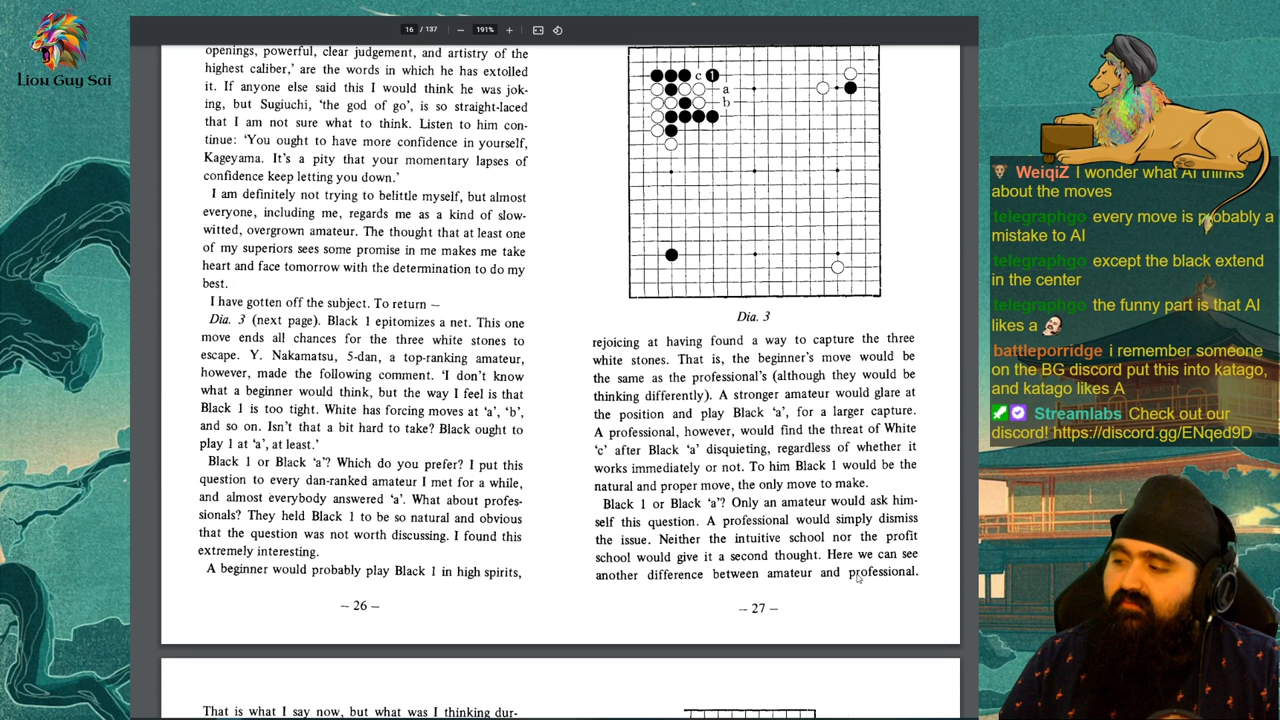 LION GUY SAI
16 / 137
191%
openings, powerful, clear judgement, and artistry of the
highest caliber,' are the words in which he has extolled
it. If anyone else said this I would think he was jok-
ing, but Sugiuchi, 'the god of go', is so straight-laced
that I am not sure what to think. Listen to him con-
tinue: 'You ought to have more confidence in yourself,
Kageyama. It's a pity that your momentary lapses of
confidence keep letting you down.'
I am definitely not trying to belittle myself, but almost
everyone, including me, regards me as a kind of slow-
witted, overgrown amateur. The thought that at least one
of my superiors sees some promise in me makes me take
heart and face tomorrow with the determination to do my
best.
I have gotten off the subject. To return —
Dia. 3 (next page). Black 1 epitomizes a net. This one
move ends all chances for the three white stones to
escape. Y. Nakamatsu, 5-dan, a top-ranking amateur,
however, made the following comment. 'I don't know
what a beginner would think, but the way I feel is that
Black 1 is too tight. White has forcing moves at 'a', 'b',
and so on. Isn't that a bit hard to take? Black ought to
play 1 at 'a', at least.'
Black 1 or Black 'a'? Which do you prefer? I put this
question to every dan-ranked amateur I met for a while,
and almost everybody answered 'a'. What about profes-
sionals? They held Black 1 to be so natural and obvious
that the question was not worth discussing. I found this
extremely interesting.
A beginner would probably play Black 1 in high spirits,
— 26 —
c 1
a
b
Dia. 3
rejoicing at having found a way to capture the three
white stones. That is, the beginner's move would be
the same as the professional's (although they would be
thinking differently). A stronger amateur would glare at
the position and play Black 'a', for a larger capture.
A professional, however, would find the threat of White
'c' after Black 'a' disquieting, regardless of whether it
works immediately or not. To him Black 1 would be the
natural and proper move, the only move to make.
Black 1 or Black 'a'? Only an amateur would ask him-
self this question. A professional would simply dismiss
the issue. Neither the intuitive school nor the profit
school would give it a second thought. Here we can see
another difference between amateur and professional.
— 27 —
That is what I say now, but what was I thinking dur-
WeiqiZ I wonder what AI thinks
about the moves
telegraphgo every move is probably a
mistake to AI
telegraphgo except the black extend
in the center
telegraphgo the funny part is that AI
likes a
battleporridge i remember someone
on the BG discord put this into katago,
and katago likes A
Streamlabs Check out our
discord! https://discord.gg/ENqed9D